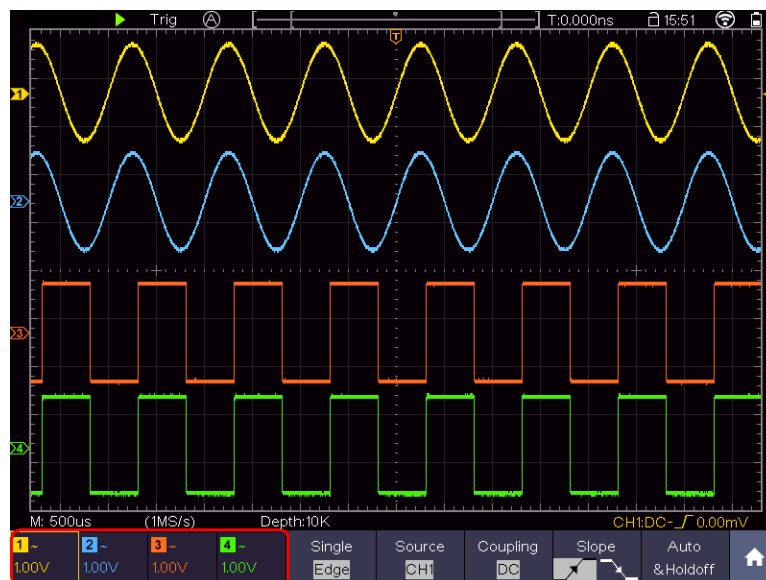 Trig A T:0.000ns 15:51
T
1
2
3
4
M: 500us (1MS/s) Depth:10K CH1:DC- 0.00mV
1 ~ 2 ~ 3 ~ 4 ~ Single Source Coupling Slope Auto
1.00V 1.00V 1.00V 1.00V Edge CH1 DC &Holdoff